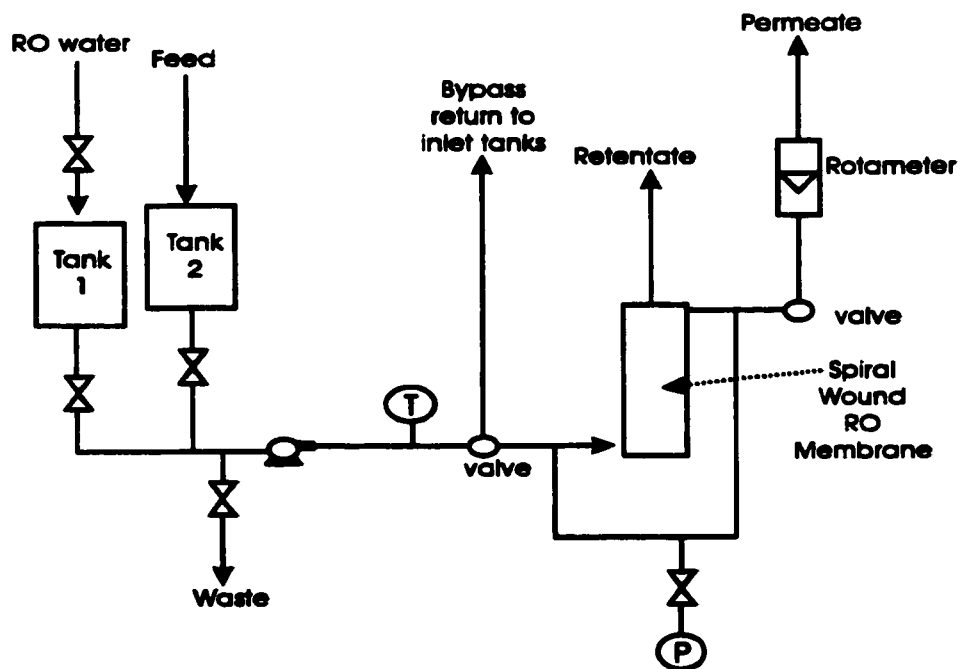 RO water
Feed
Bypass
return to
inlet tanks
Retentate
Permeate
Rotameter
Tank
1
Tank
2
valve
T
valve
Spiral
Wound
RO
Membrane
Waste
P